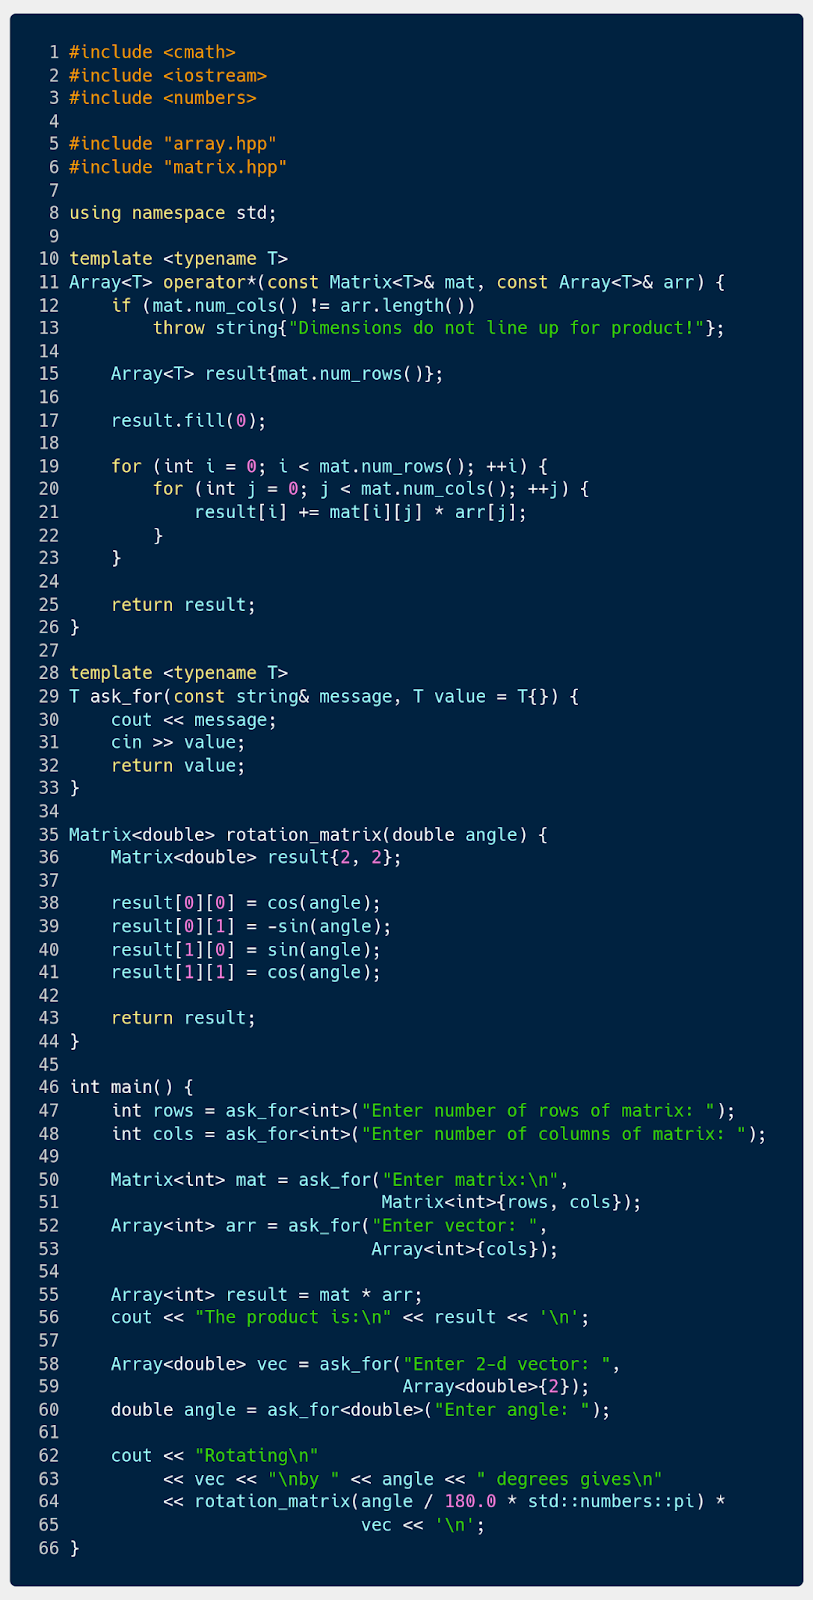 1 #include <cmath>
2 #include <iostream>
3 #include <numbers>
4
5 #include "array.hpp"
6 #include "matrix.hpp"
7
8 using namespace std;
9
10 template <typename T>
11 Array<T> operator*(const Matrix<T>& mat, const Array<T>& arr) {
12     if (mat.num_cols() != arr.length())
13         throw string{"Dimensions do not line up for product!"};
14
15     Array<T> result{mat.num_rows()};
16
17     result.fill(0);
18
19     for (int i = 0; i < mat.num_rows(); ++i) {
20         for (int j = 0; j < mat.num_cols(); ++j) {
21             result[i] += mat[i][j] * arr[j];
22         }
23     }
24
25     return result;
26 }
27
28 template <typename T>
29 T ask_for(const string& message, T value = T{}) {
30     cout << message;
31     cin >> value;
32     return value;
33 }
34
35 Matrix<double> rotation_matrix(double angle) {
36     Matrix<double> result{2, 2};
37
38     result[0][0] = cos(angle);
39     result[0][1] = -sin(angle);
40     result[1][0] = sin(angle);
41     result[1][1] = cos(angle);
42
43     return result;
44 }
45
46 int main() {
47     int rows = ask_for<int>("Enter number of rows of matrix: ");
48     int cols = ask_for<int>("Enter number of columns of matrix: ");
49
50     Matrix<int> mat = ask_for("Enter matrix:\n",
51                               Matrix<int>{rows, cols});
52     Array<int> arr = ask_for("Enter vector: ",
53                              Array<int>{cols});
54
55     Array<int> result = mat * arr;
56     cout << "The product is:\n" << result << '\n';
57
58     Array<double> vec = ask_for("Enter 2-d vector: ",
59                                 Array<double>{2});
60     double angle = ask_for<double>("Enter angle: ");
61
62     cout << "Rotating\n"
63          << vec << "\nby " << angle << " degrees gives\n"
64          << rotation_matrix(angle / 180.0 * std::numbers::pi) *
65                             vec << '\n';
66 }